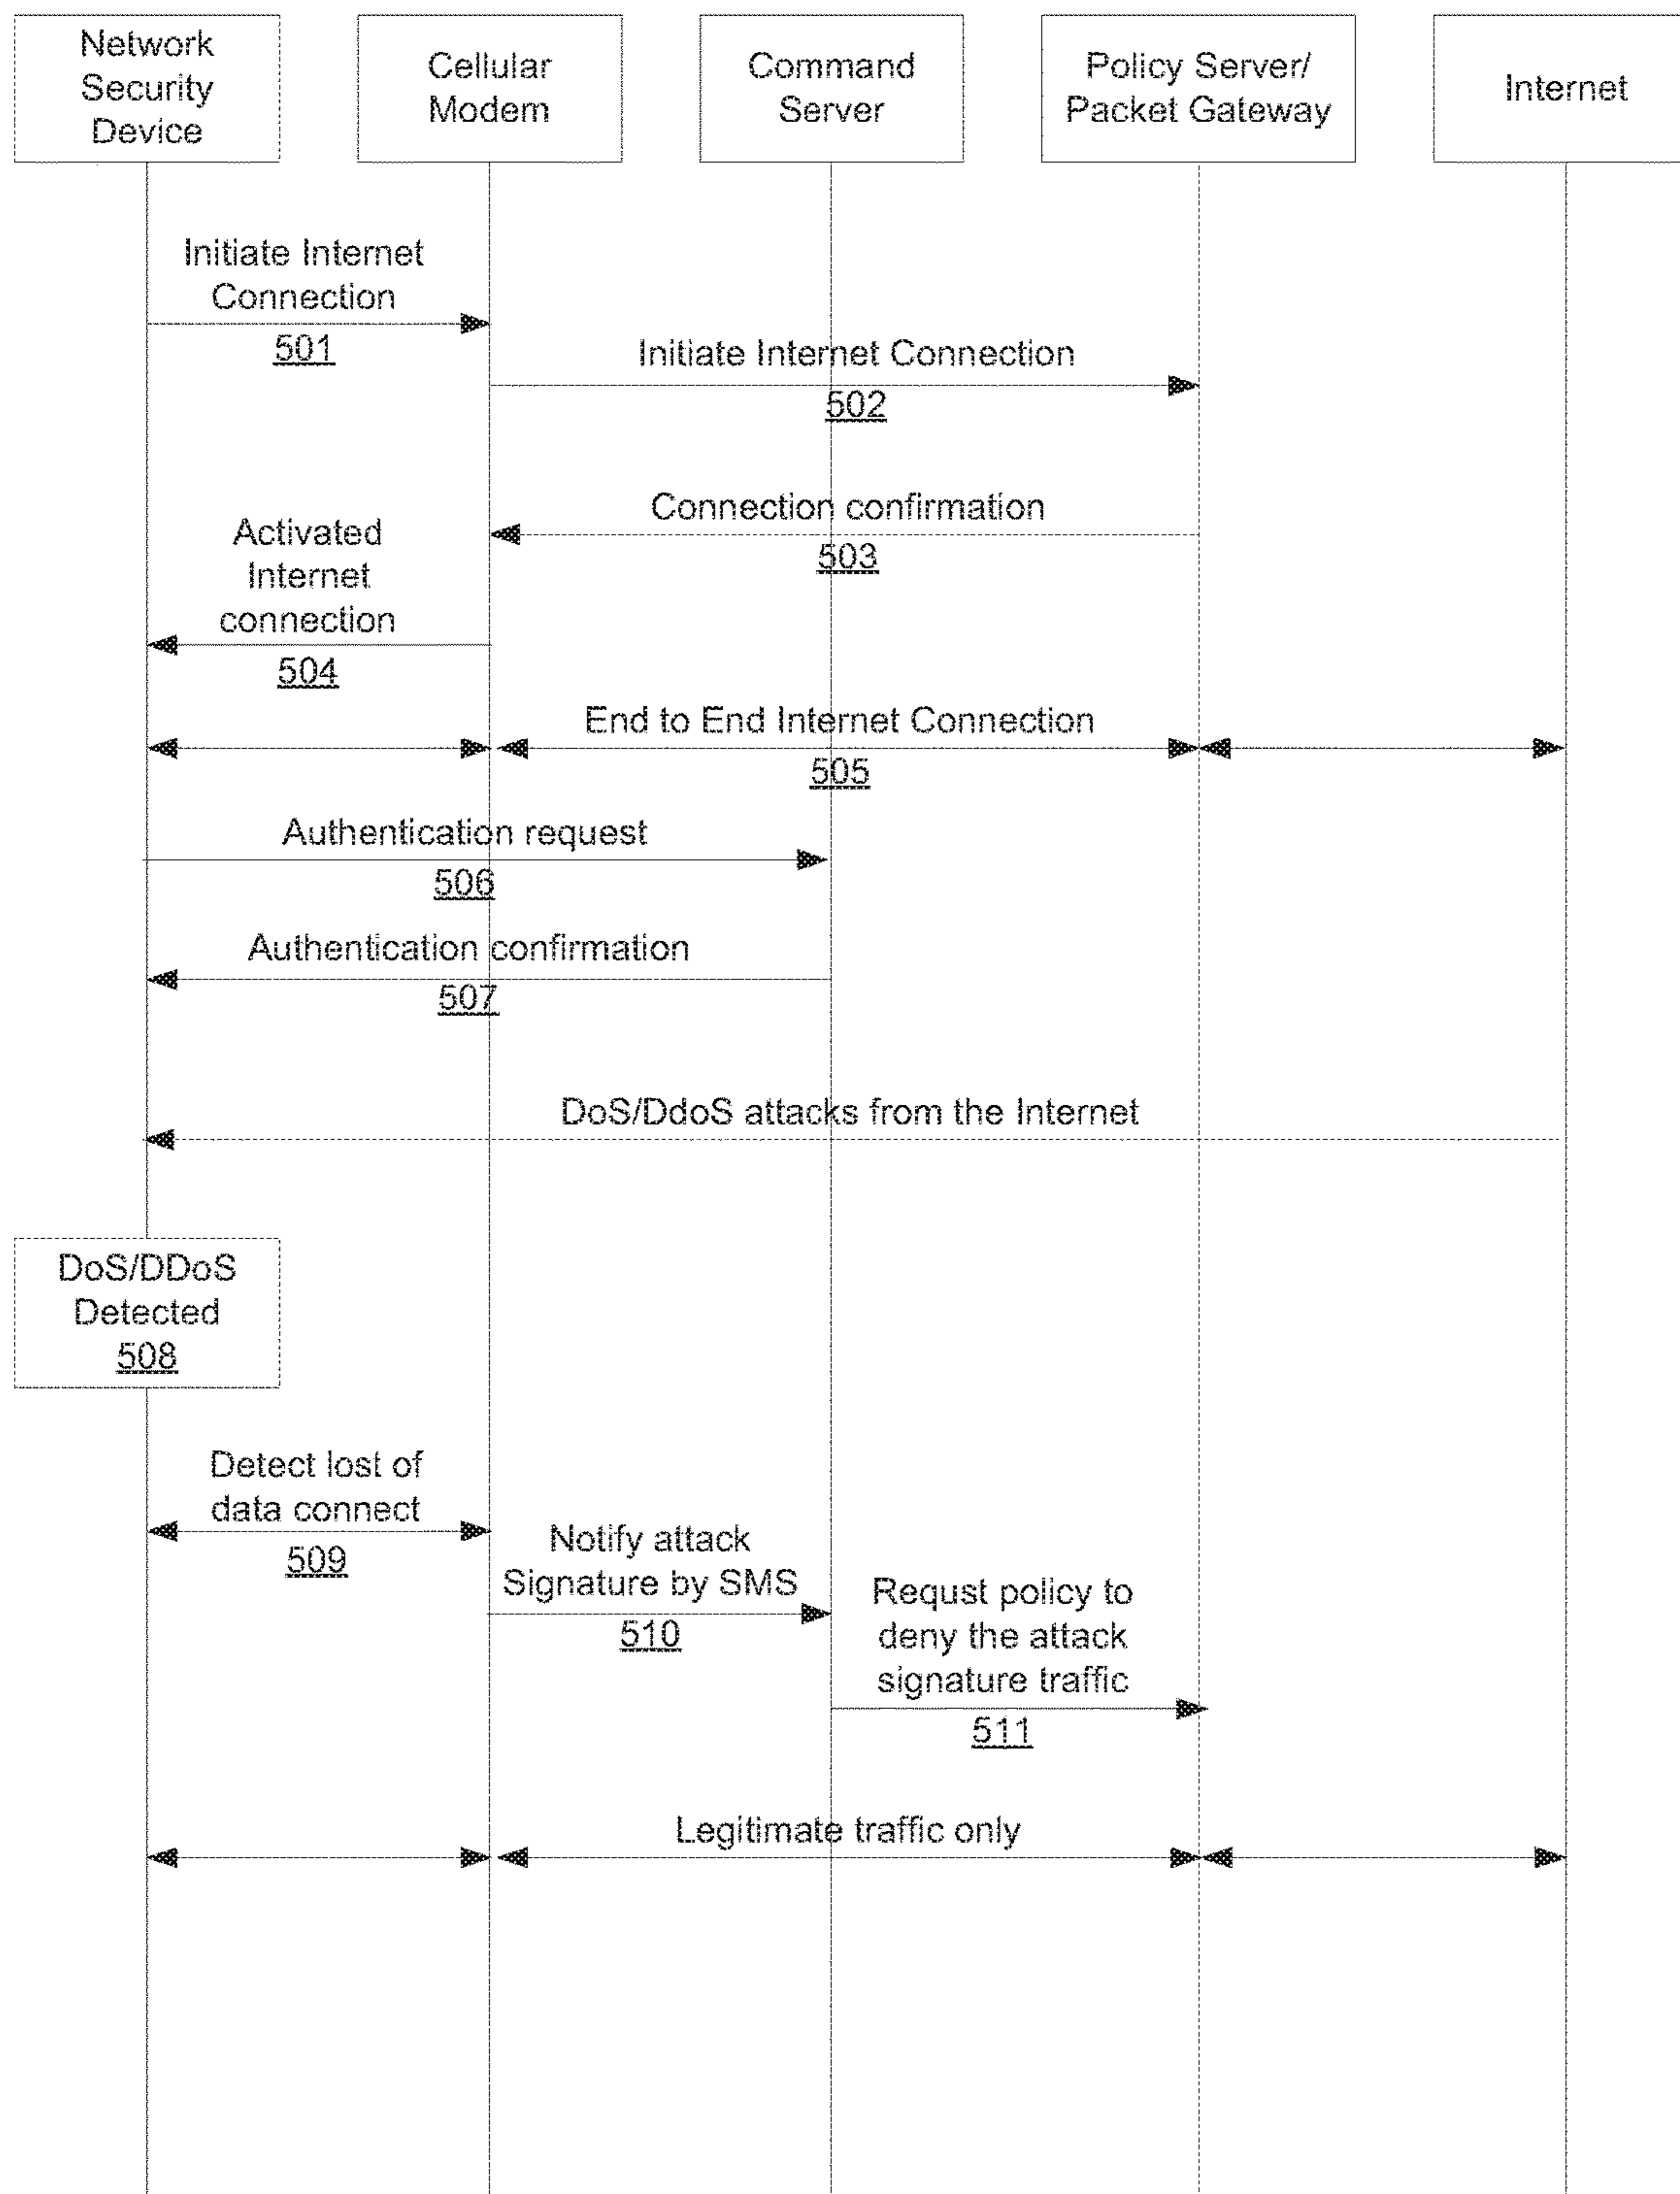 Network
Security
Device
Cellular
Modem
Command
Server
Policy Server/
Packet Gateway
Internet
Initiate Internet
Connection
501
Initiate Internet Connection
502
Connection confirmation
503
Activated
Internet
connection
504
End to End Internet Connection
505
Authentication request
506
Authentication confirmation
507
DoS/DdoS attacks from the Internet
DoS/DDoS
Detected
508
Detect lost of
data connect
509
Notify attack
Signature by SMS
510
Requst policy to
deny the attack
signature traffic
511
Legitimate traffic only